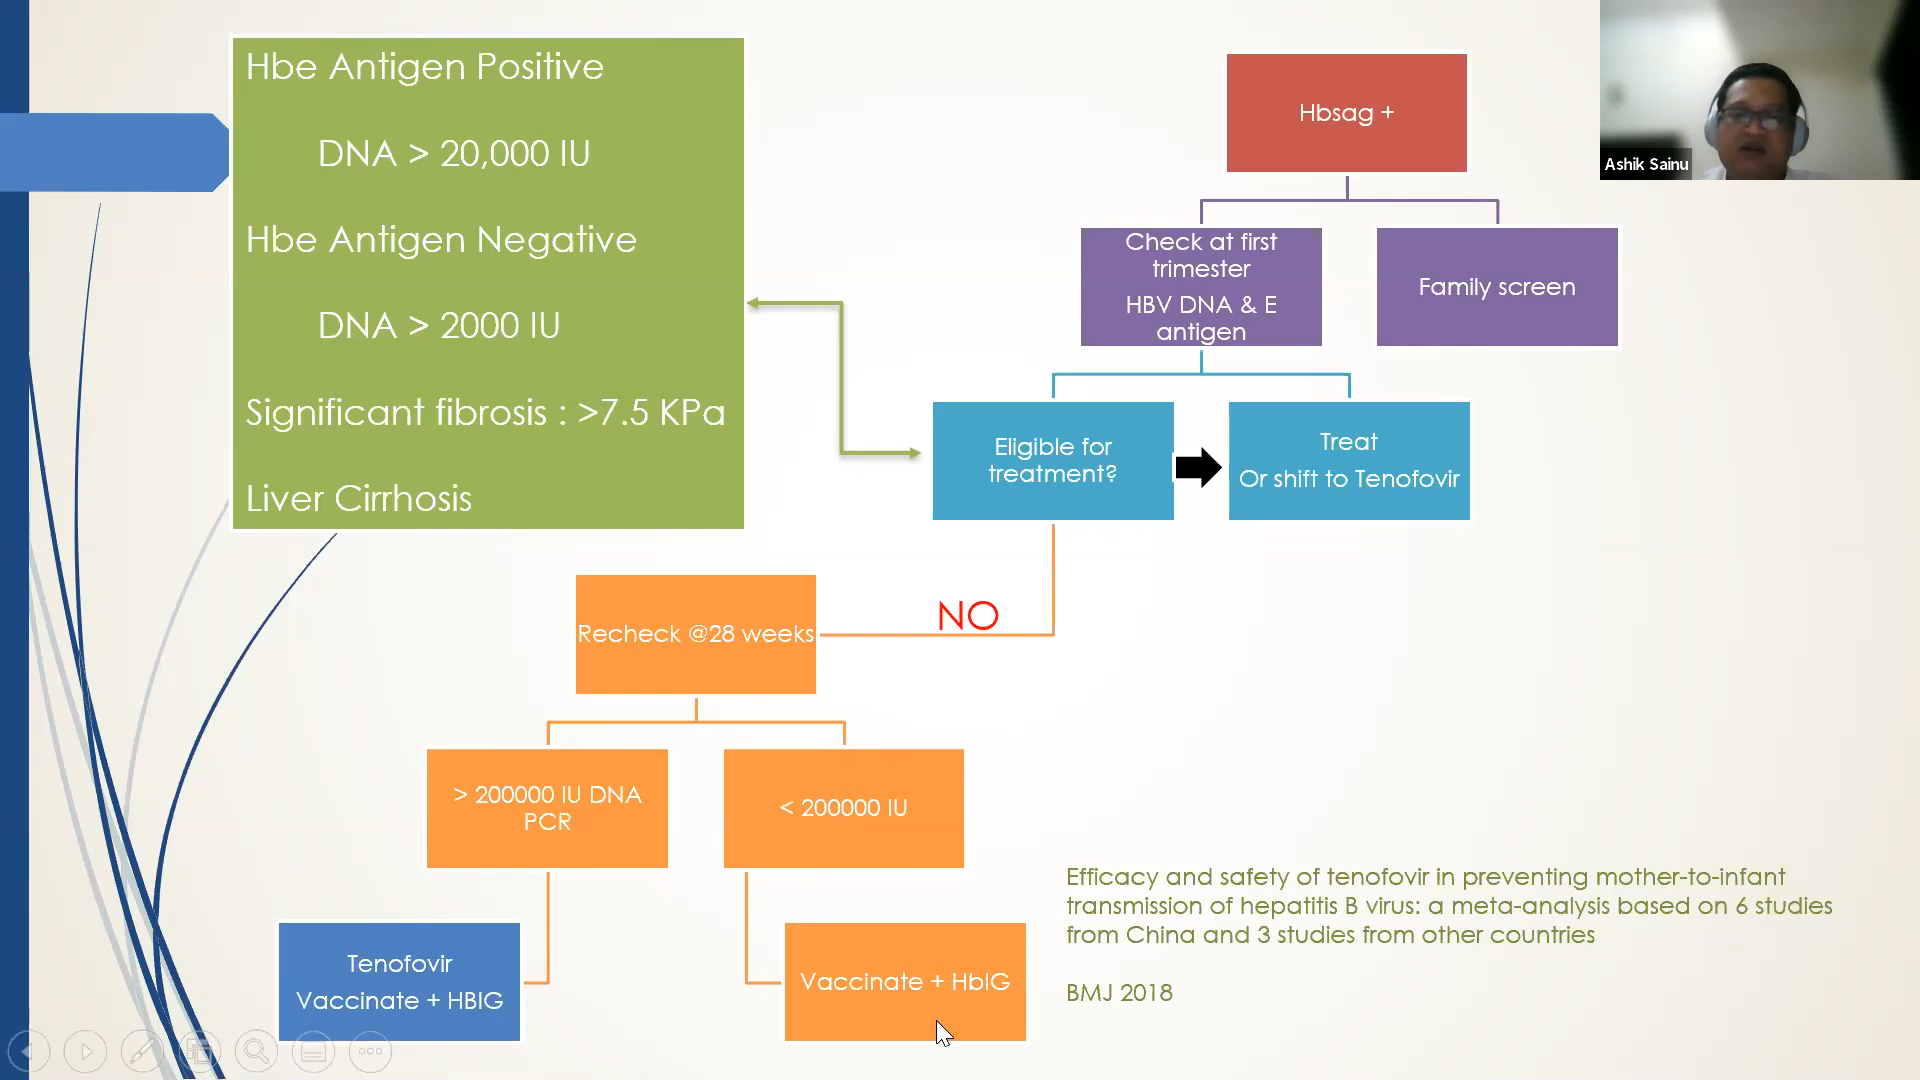 Hbe Antigen Positive
DNA > 20,000 IU
Hbe Antigen Negative
DNA > 2000 IU
Significant fibrosis : >7.5 KPa
Liver Cirrhosis
Hbsag +
Ashik Sainu
Check at first
trimester
HBV DNA & E
antigen
Family screen
Eligible for
treatment?
Treat
Or shift to Tenofovir
NO
Recheck @28 weeks
> 200000 IU DNA
PCR
< 200000 IU
Tenofovir
Vaccinate + HBIG
Vaccinate + HbIG
Efficacy and safety of tenofovir in preventing mother-to-infant
transmission of hepatitis B virus: a meta-analysis based on 6 studies
from China and 3 studies from other countries
BMJ 2018